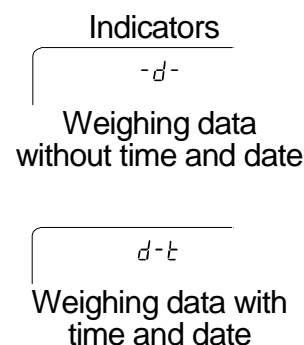 Indicators
-d-
Weighing data
without time and date
d-t
Weighing data with
time and date